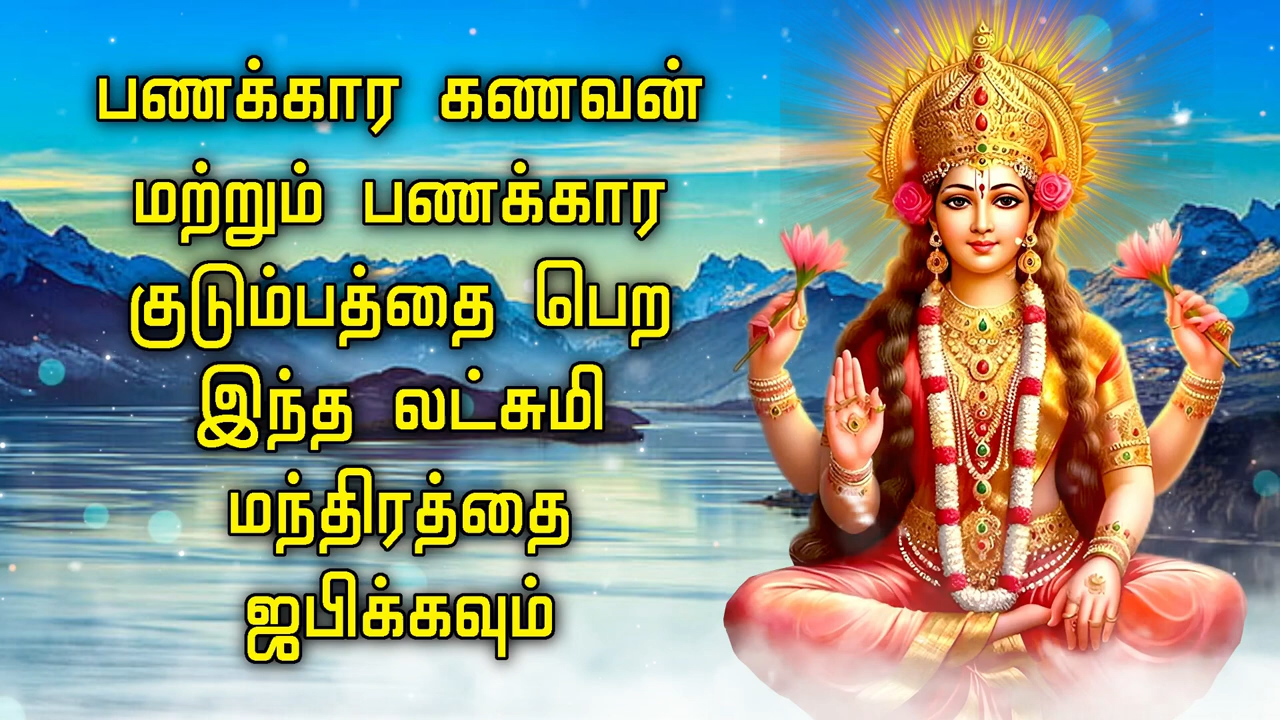 பணக்கார கணவன்
மற்றும் பணக்கார
குடும்பத்தை பெற
இந்த லட்சுமி
மந்திரத்தை
ஜபிக்கவும்